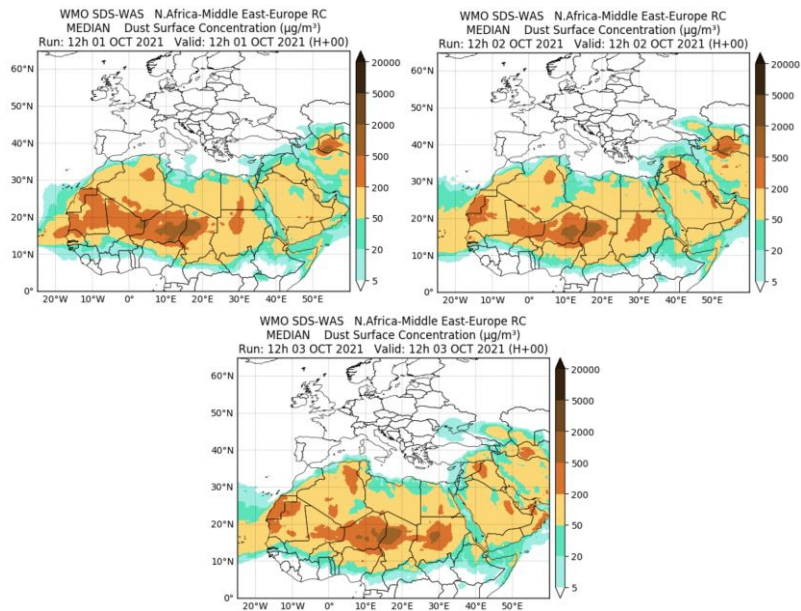 WMO SDS-WAS N.Africa-Middle East-Europe RC
MEDIAN Dust Surface Concentration (µg/m³)
Run: 12h 01 OCT 2021 Valid: 12h 01 OCT 2021 (H+00)
60°N
50°N
40°N
30°N
20°N
10°N
0°
20°W
10°W
0°
10°E
20°E
30°E
40°E
50°E
20000
5000
2000
500
200
50
20
5
WMO SDS-WAS N.Africa-Middle East-Europe RC
MEDIAN Dust Surface Concentration (µg/m³)
Run: 12h 02 OCT 2021 Valid: 12h 02 OCT 2021 (H+00)
60°N
50°N
40°N
30°N
20°N
10°N
0°
20°W
10°W
0°
10°E
20°E
30°E
40°E
50°E
20000
5000
2000
500
200
50
20
5
WMO SDS-WAS N.Africa-Middle East-Europe RC
MEDIAN Dust Surface Concentration (µg/m³)
Run: 12h 03 OCT 2021 Valid: 12h 03 OCT 2021 (H+00)
60°N
50°N
40°N
30°N
20°N
10°N
0°
20°W
10°W
0°
10°E
20°E
30°E
40°E
50°E
20000
5000
2000
500
200
50
20
5